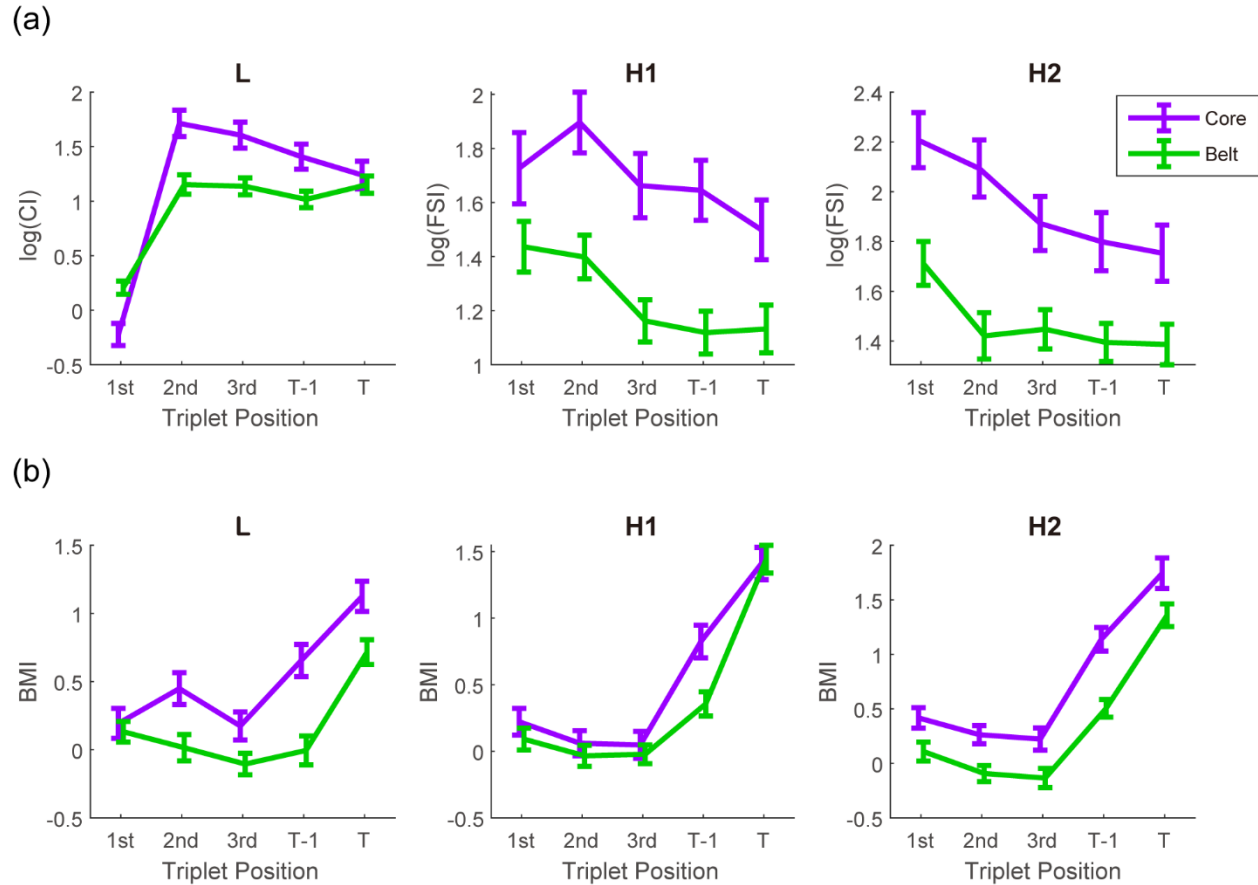 (a)
L
log(CI)
2
1.5
1
0.5
0
-0.5
1st 2nd 3rd T-1 T
Triplet Position
H1
log(FSI)
2
1.8
1.6
1.4
1.2
1
1st 2nd 3rd T-1 T
Triplet Position
H2
log(FSI)
2.4
2.2
2
1.8
1.6
1.4
1st 2nd 3rd T-1 T
Triplet Position
Core
Belt
(b)
L
BMI
1.5
1
0.5
0
-0.5
1st 2nd 3rd T-1 T
Triplet Position
H1
BMI
1.5
1
0.5
0
-0.5
1st 2nd 3rd T-1 T
Triplet Position
H2
BMI
2
1.5
1
0.5
0
-0.5
1st 2nd 3rd T-1 T
Triplet Position